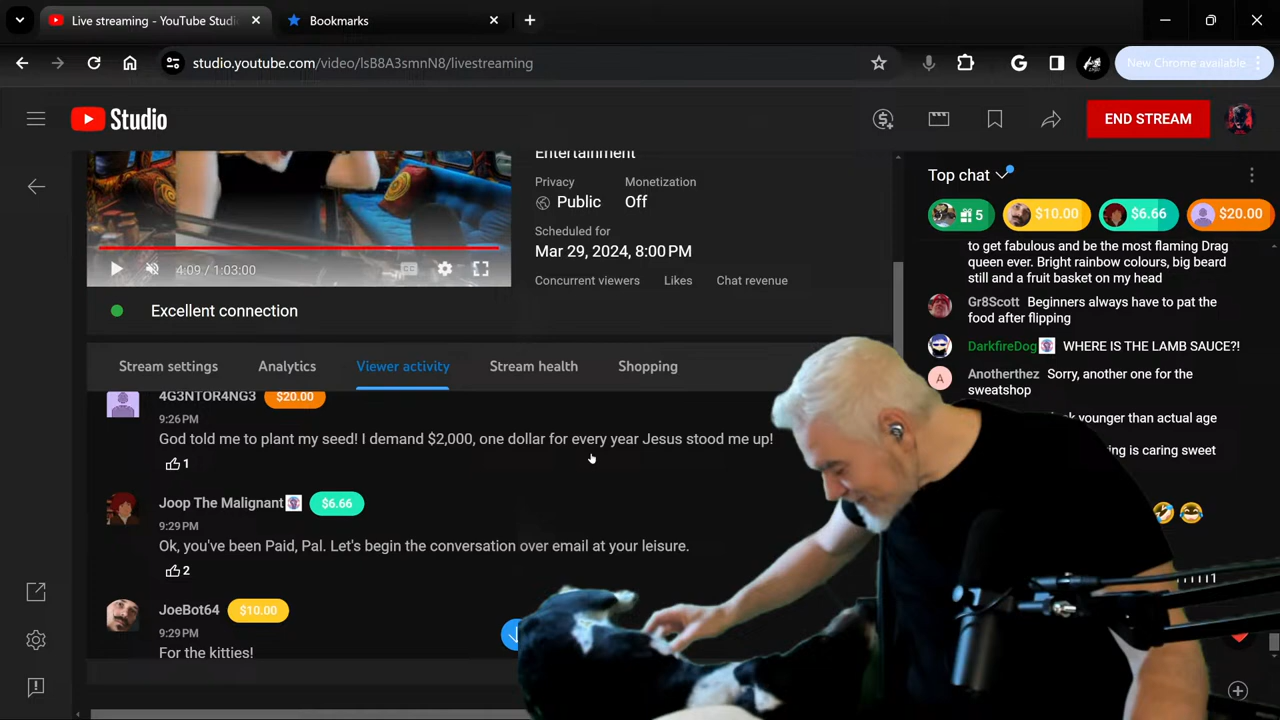 Live streaming - YouTube Studi
Bookmarks
studio.youtube.com/video/lsB8A3smnN8/livestreaming
New Chrome available
Studio
END STREAM
Entertainment
Privacy
Monetization
Public
Off
Scheduled for
Mar 29, 2024, 8:00 PM
Concurrent viewers
Likes
Chat revenue
4:09 / 1:03:00
CC
Excellent connection
Stream settings
Analytics
Viewer activity
Stream health
Shopping
4G3NTOR4NG3 $20.00
9:26 PM
God told me to plant my seed! I demand $2,000, one dollar for every year Jesus stood me up!
1
Joop The Malignant $6.66
9:29 PM
Ok, you've been Paid, Pal. Let's begin the conversation over email at your leisure.
2
JoeBot64 $10.00
9:29 PM
For the kitties!
Top chat
5
$10.00
$6.66
$20.00
to get fabulous and be the most flaming Drag
queen ever. Bright rainbow colours, big beard
still and a fruit basket on my head
Gr8Scott Beginners always have to pat the
food after flipping
DarkfireDog WHERE IS THE LAMB SAUCE?!
A
Anotherthez Sorry, another one for the
sweatshop
younger than actual age
is caring sweet